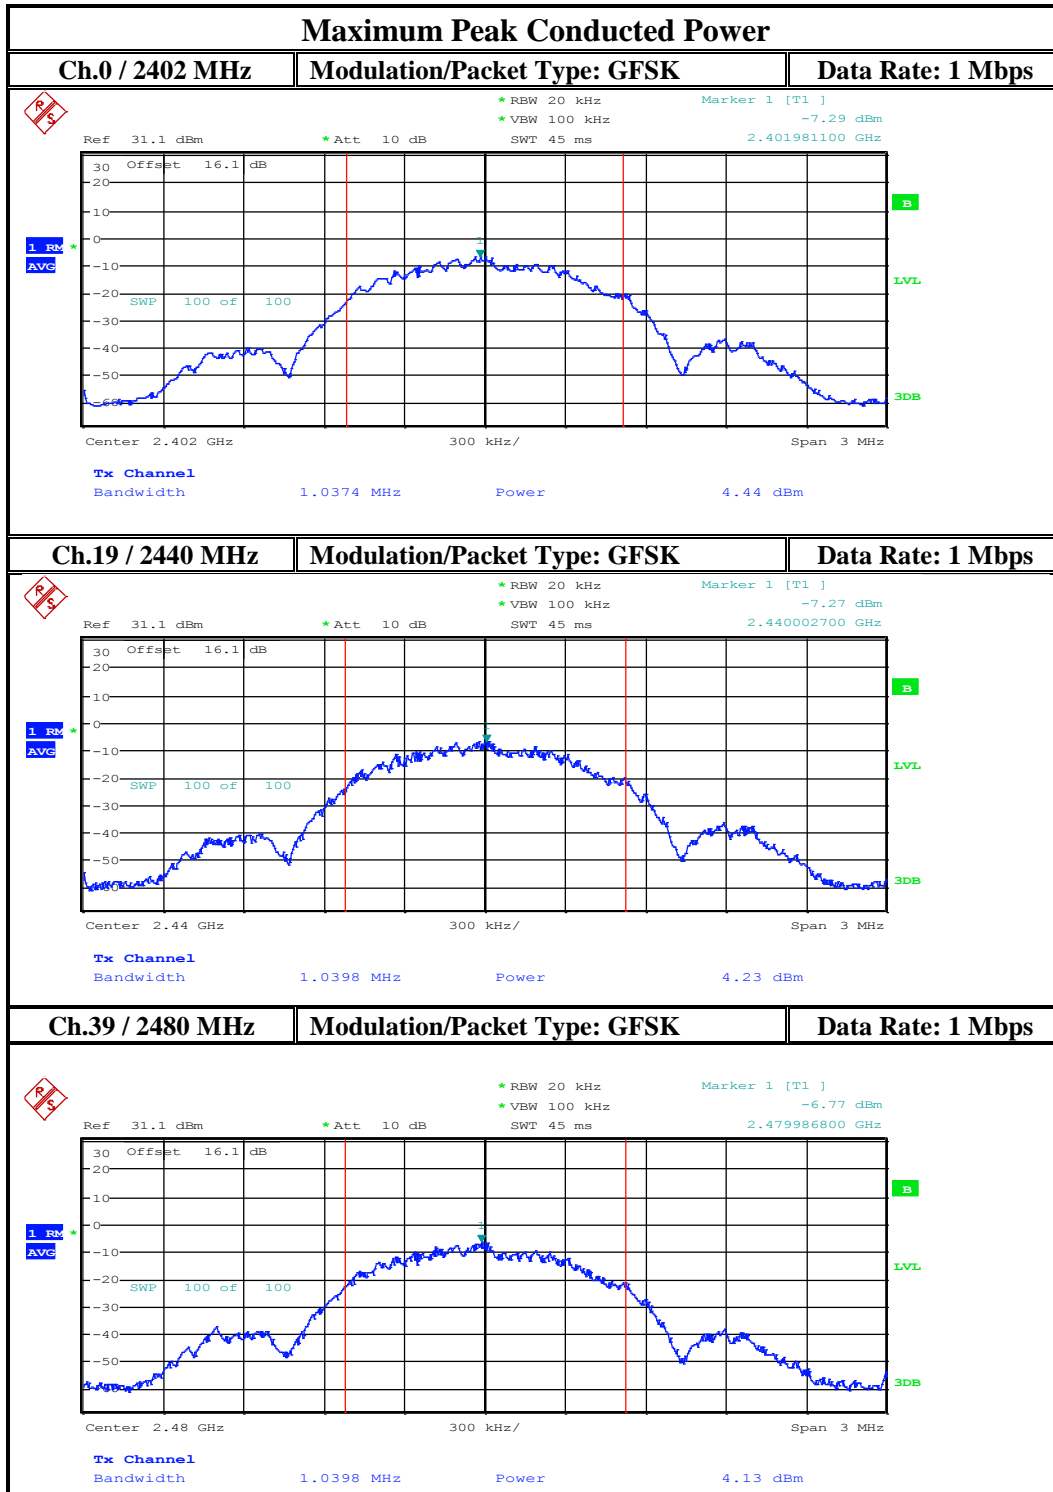 Maximum Peak Conducted Power
Ch.0 / 2402 MHz Modulation/Packet Type: GFSK Data Rate: 1 Mbps
R S
* RBW 20 kHz Marker 1 [T1 ]
* VBW 100 kHz -7.29 dBm
Ref 31.1 dBm * Att 10 dB SWT 45 ms 2.401981100 GHz
30 Offset 16.1 dB
20
10
B
0
1
1 RM *
AVG
-10
LVL
-20
SWP 100 of 100
-30
-40
-50
3DB
-60
Center 2.402 GHz 300 kHz/ Span 3 MHz
Tx Channel
Bandwidth 1.0374 MHz Power 4.44 dBm
Ch.19 / 2440 MHz Modulation/Packet Type: GFSK Data Rate: 1 Mbps
R S
* RBW 20 kHz Marker 1 [T1 ]
* VBW 100 kHz -7.27 dBm
Ref 31.1 dBm * Att 10 dB SWT 45 ms 2.440002700 GHz
30 Offset 16.1 dB
20
B
10
0
1
1 RM *
AVG
-10
LVL
-20
SWP 100 of 100
-30
-40
-50
3DB
-60
Center 2.44 GHz 300 kHz/ Span 3 MHz
Tx Channel
Bandwidth 1.0398 MHz Power 4.23 dBm
Ch.39 / 2480 MHz Modulation/Packet Type: GFSK Data Rate: 1 Mbps
R S
* RBW 20 kHz Marker 1 [T1 ]
* VBW 100 kHz -6.77 dBm
Ref 31.1 dBm * Att 10 dB SWT 45 ms 2.479986800 GHz
30 Offset 16.1 dB
20
B
10
0
1
1 RM *
AVG
-10
LVL
-20
SWP 100 of 100
-30
-40
-50
3DB
-60
Center 2.48 GHz 300 kHz/ Span 3 MHz
Tx Channel
Bandwidth 1.0398 MHz Power 4.13 dBm